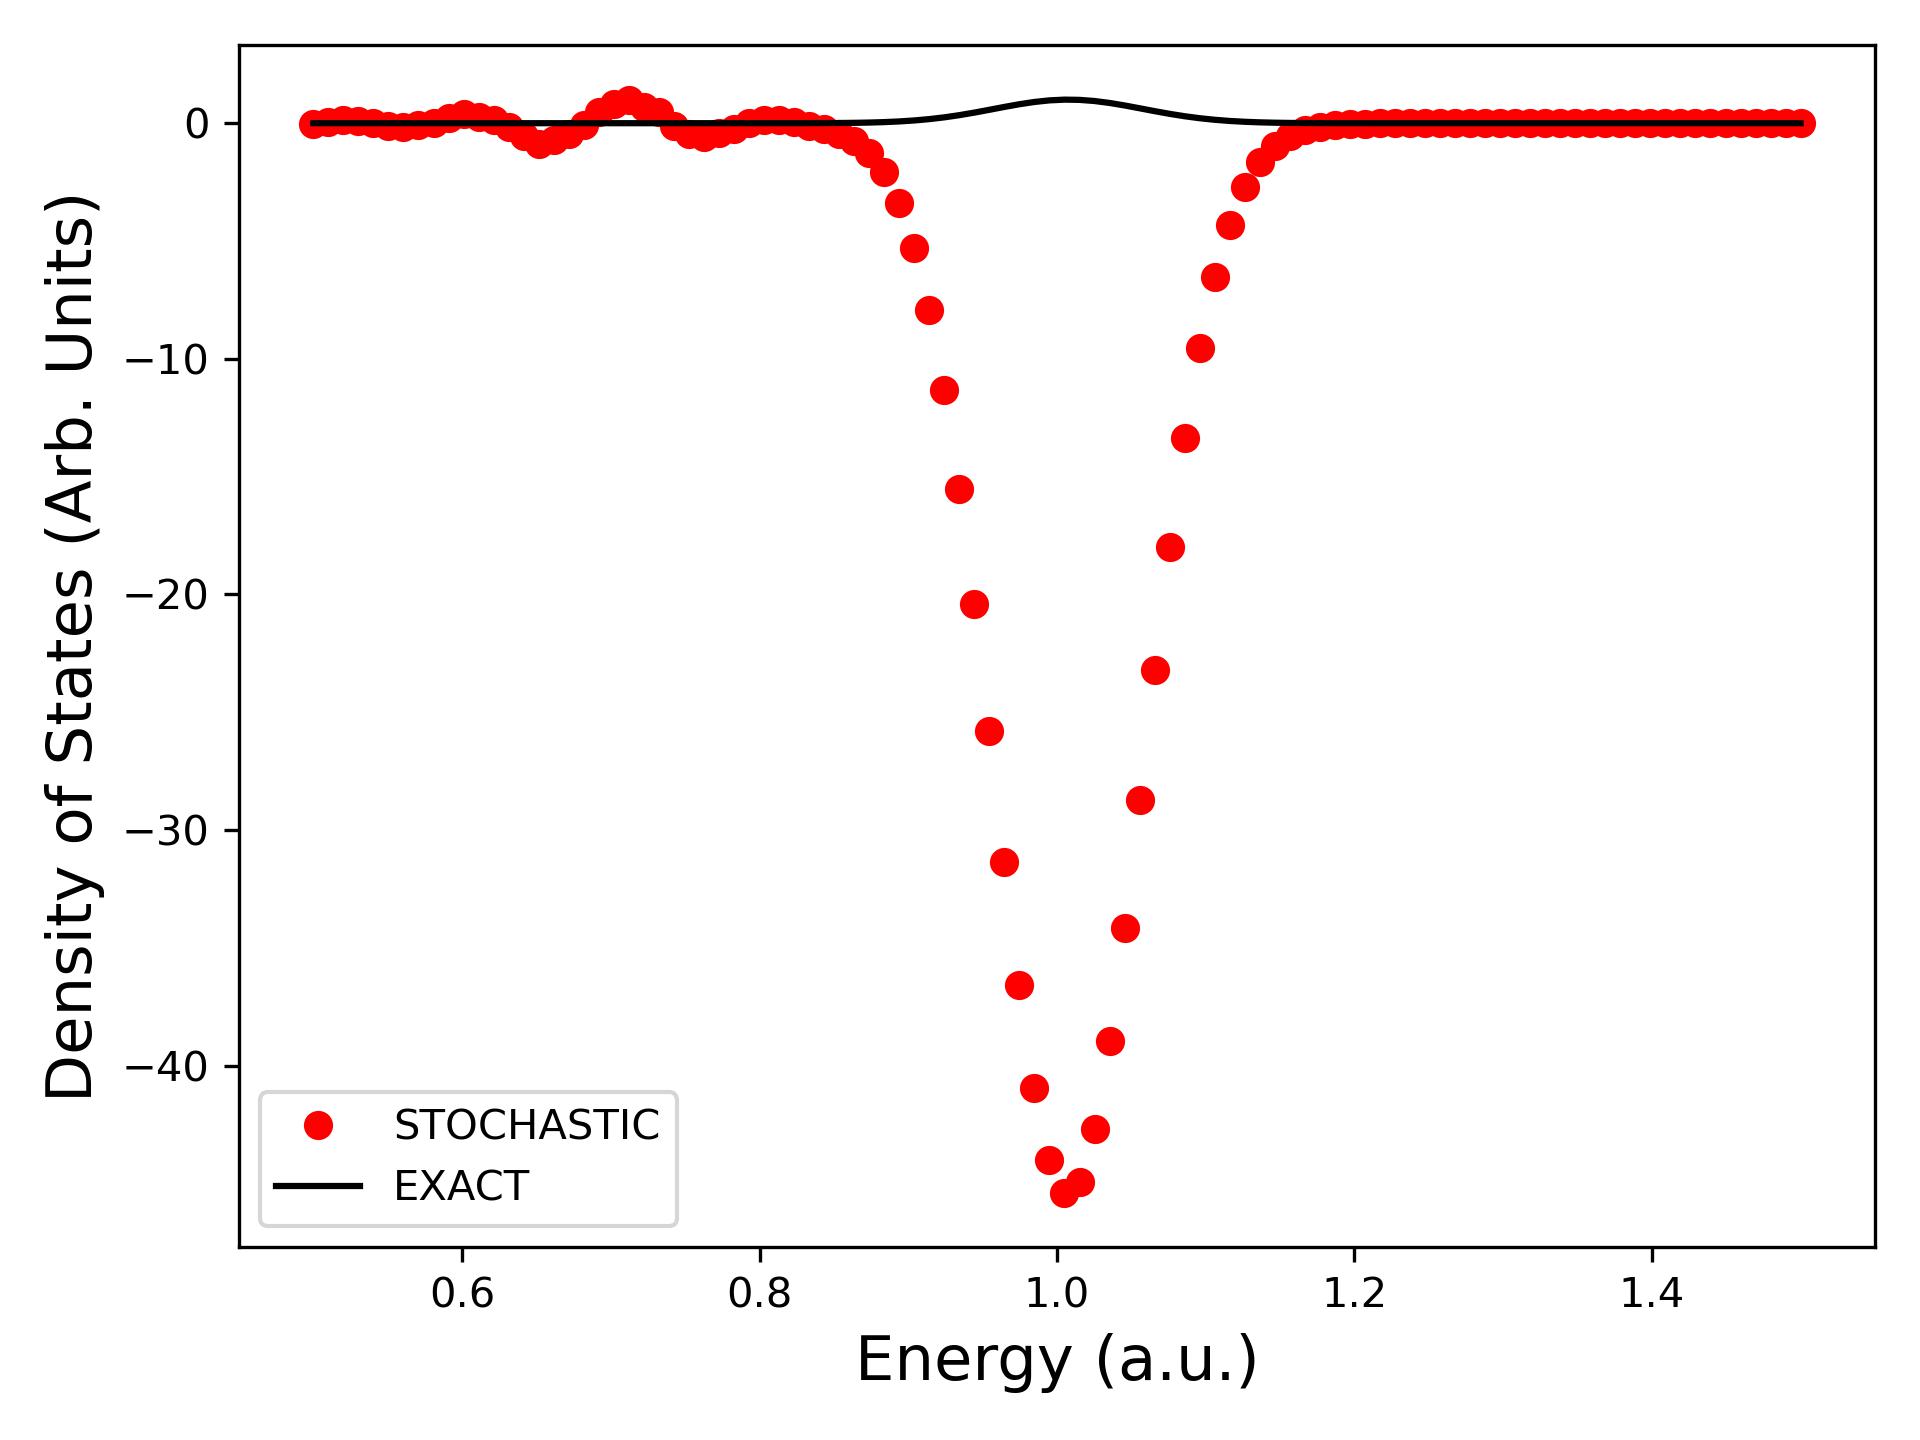 Density of States (Arb. Units)
0
−10
−20
−30
−40
STOCHASTIC
EXACT
0.6 0.8 1.0 1.2 1.4
Energy (a.u.)